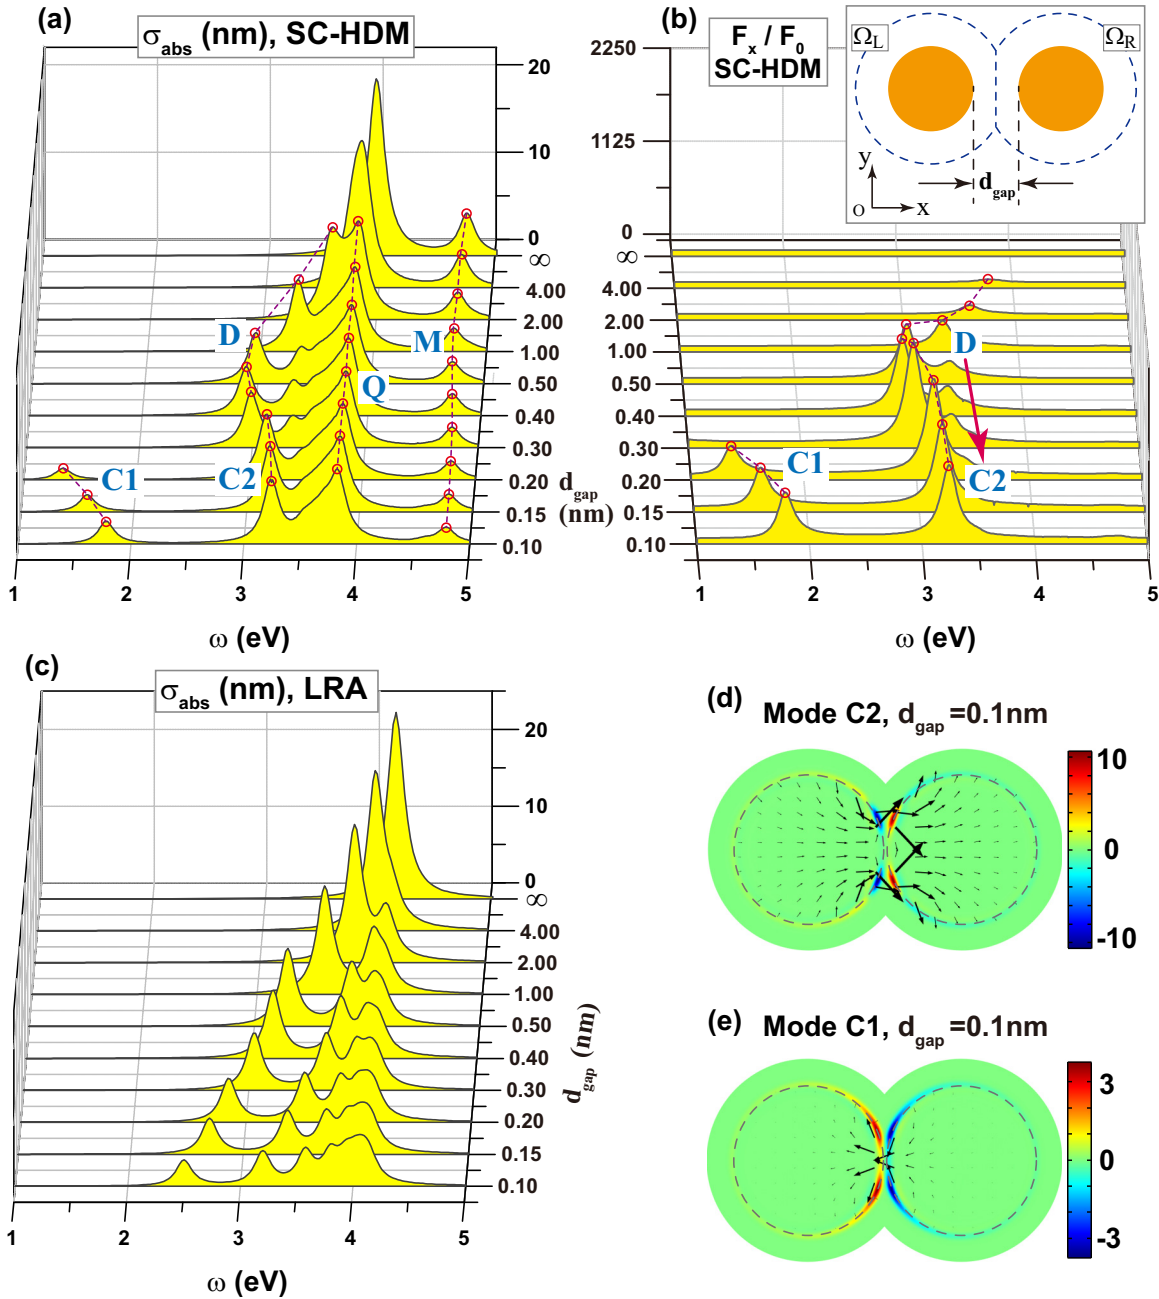 (a)
σabs (nm), SC-HDM
20
10
0
∞
4.00
2.00
1.00
0.50
0.40
0.30
0.20
0.15
0.10
dgap
(nm)
D
M
Q
C1
C2
1
2
3
4
5
ω (eV)
(b)
Fx / F0
SC-HDM
ΩL
ΩR
y
o
x
dgap
2250
1125
0
∞
4.00
2.00
1.00
0.50
0.40
0.30
0.20
0.15
0.10
D
C1
C2
1
2
3
4
5
ω (eV)
(c)
σabs (nm), LRA
20
10
0
∞
4.00
2.00
1.00
0.50
0.40
0.30
0.20
0.15
0.10
dgap (nm)
1
2
3
4
5
ω (eV)
(d)
Mode C2, dgap =0.1nm
10
0
-10
(e) Mode C1, dgap =0.1nm
3
0
-3